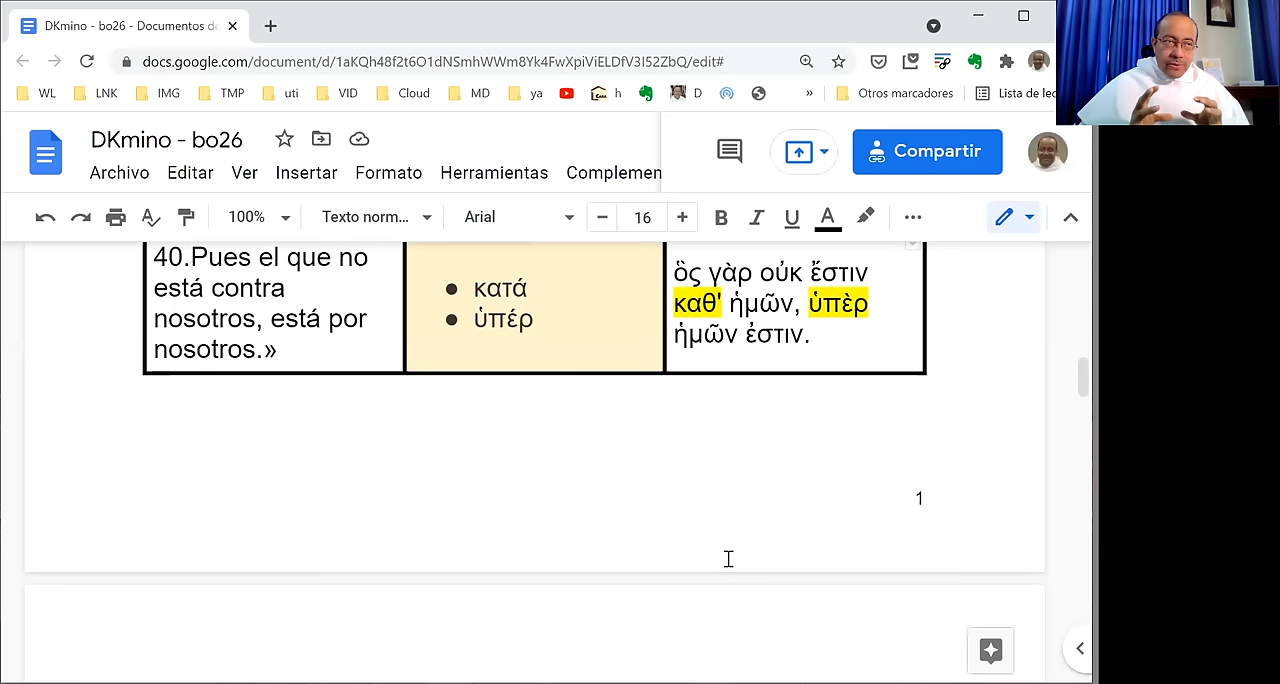 DKmino - bo26 - Documentos de
docs.google.com/document/d/1aKQh48f2t6O1dNSmhWWm8Yk4FwXpiViELDfV3I52ZbQ/edit#
WL LNK IMG TMP uti VID Cloud MD ya h D » Otros marcadores Lista de lec
DKmino - bo26
Compartir
Archivo Editar Ver Insertar Formato Herramientas Complemen
100% Texto norm... Arial 16
40.Pues el que no
está contra
nosotros, está por
nosotros.»
κατά
ὑπέρ
ὃς γὰρ οὐκ ἔστιν
καθ' ἡμῶν, ὑπὲρ
ἡμῶν ἐστιν.
1